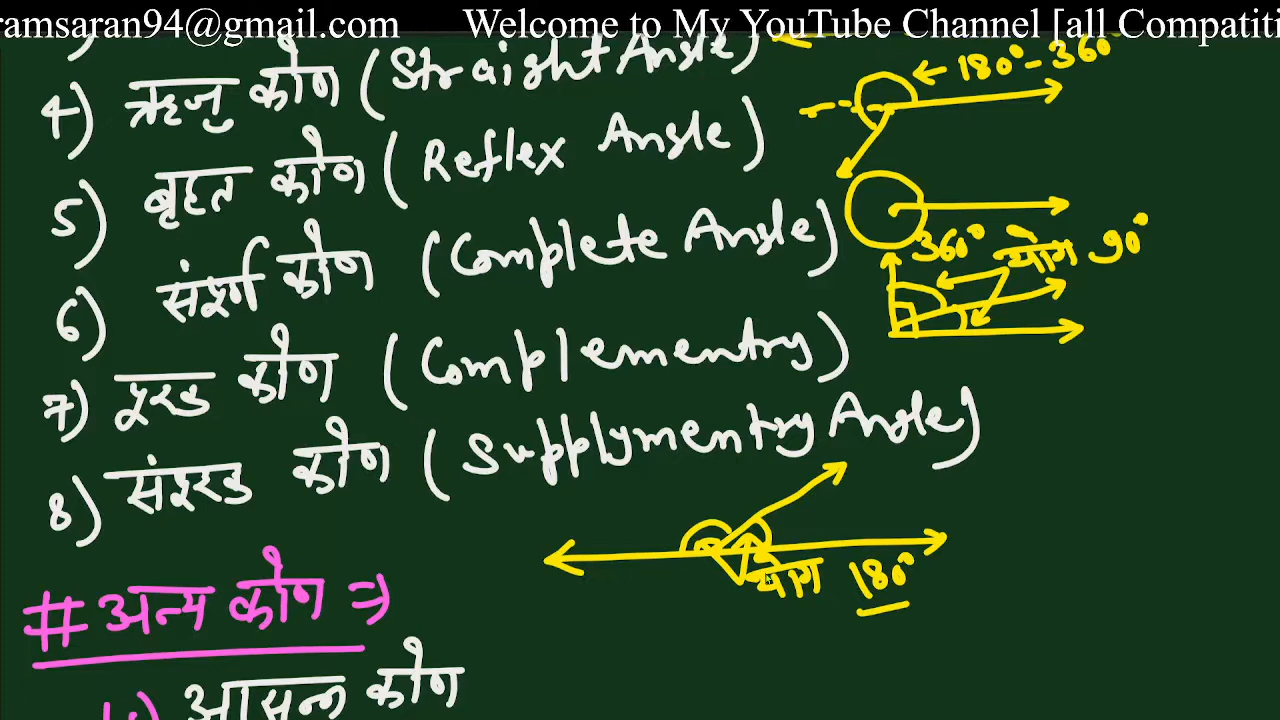 ramsaran94@gmail.com Welcome to My YouTube Channel [all Compatiti
4) ऋजु कोण (Straight Angle)
180° - 360°
5) बृहत कोण (Reflex Angle)
6) संपूर्ण कोण (Complete Angle)
360°
योग 90°
7) पूरक कोण (Complementry)
8) संपूरक कोण (Supplymentry Angle)
योग 180°
# अन्य कोण ⇒
आसन्न कोण